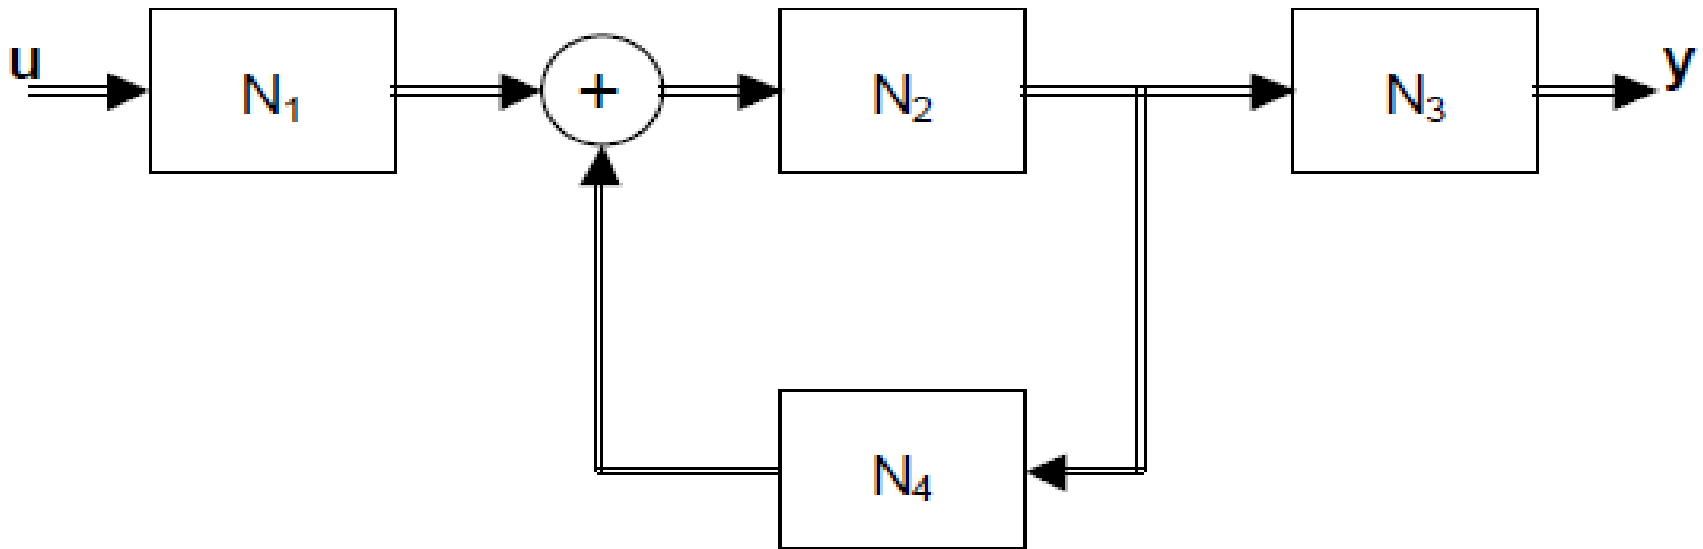 u
N₁
+
N₂
N₃
y
N₄